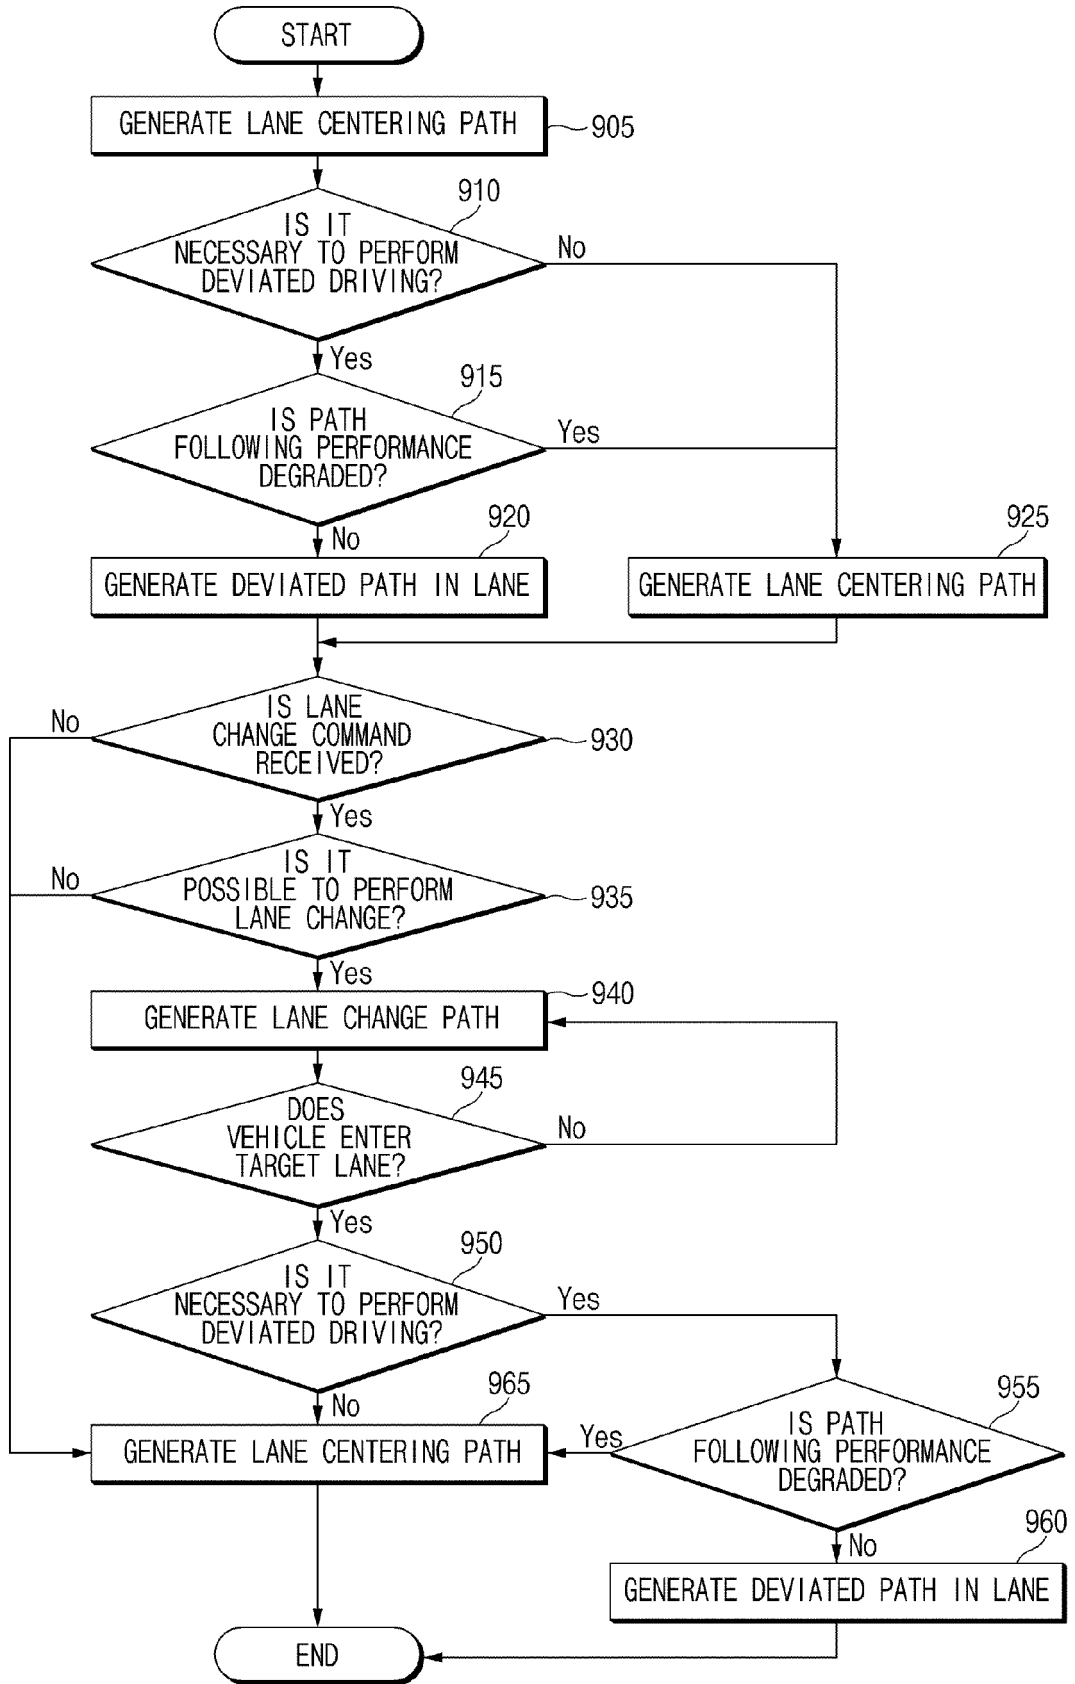 START
GENERATE LANE CENTERING PATH
905
910
IS IT
NECESSARY TO PERFORM
DEVIATED DRIVING?
No
Yes
915
IS PATH
FOLLOWING PERFORMANCE
DEGRADED?
Yes
No
920
925
GENERATE DEVIATED PATH IN LANE
GENERATE LANE CENTERING PATH
IS LANE
CHANGE COMMAND
RECEIVED?
No
930
Yes
IS IT
POSSIBLE TO PERFORM
LANE CHANGE?
No
935
Yes
940
GENERATE LANE CHANGE PATH
945
DOES
VEHICLE ENTER
TARGET LANE?
No
Yes
950
IS IT
NECESSARY TO PERFORM
DEVIATED DRIVING?
Yes
No
965
955
GENERATE LANE CENTERING PATH
Yes
IS PATH
FOLLOWING PERFORMANCE
DEGRADED?
No
960
GENERATE DEVIATED PATH IN LANE
END